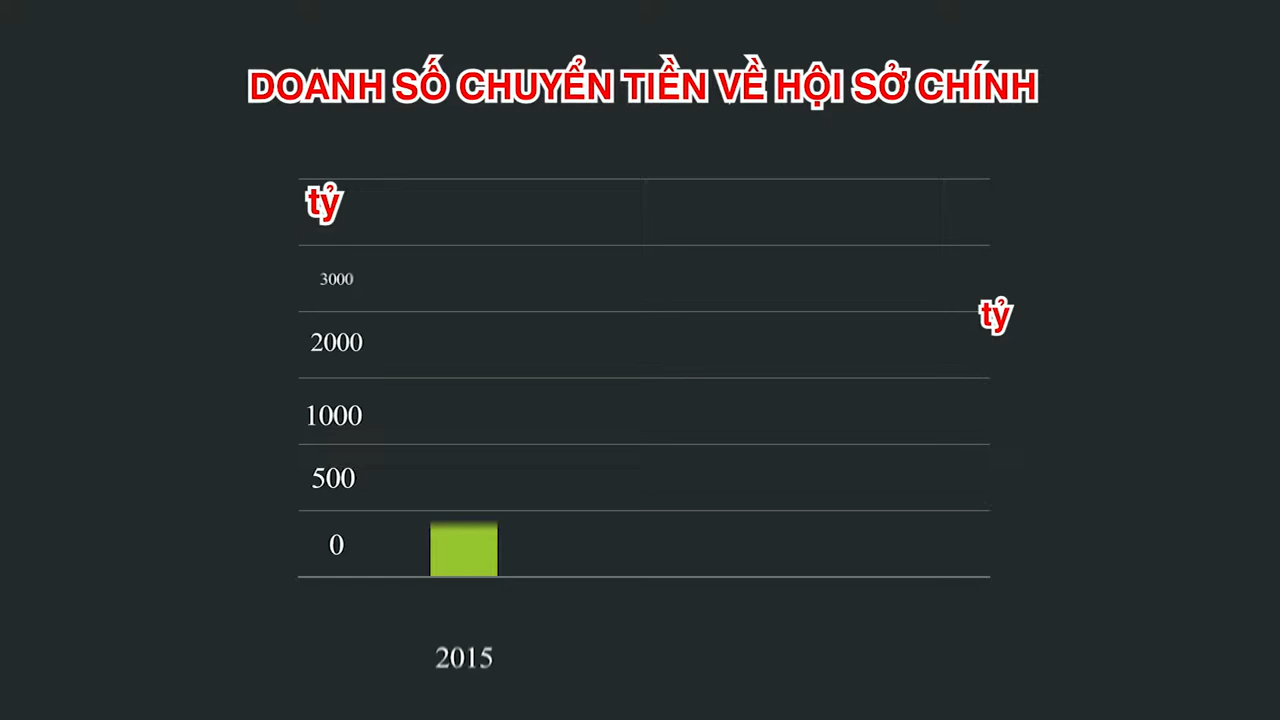 DOANH SỐ CHUYỂN TIỀN VỀ HỘI SỞ CHÍNH
tỷ
3000
tỷ
2000
1000
500
0
2015